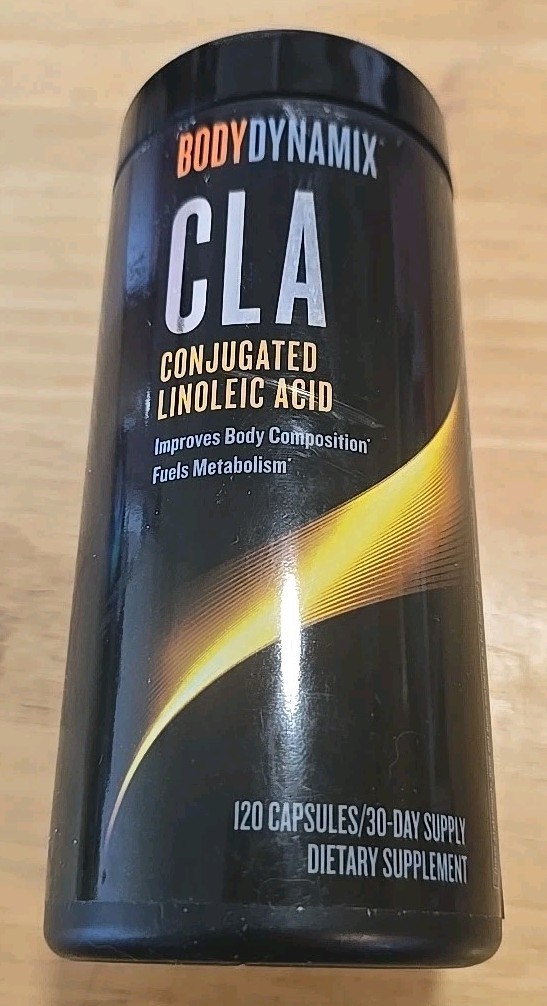 BODYDYNAMIX
CLA
CONJUGATED
LINOLEIC ACID
Improves Body Composition*
Fuels Metabolism*
120 CAPSULES/30-DAY SUPPLY
DIETARY SUPPLEMENT